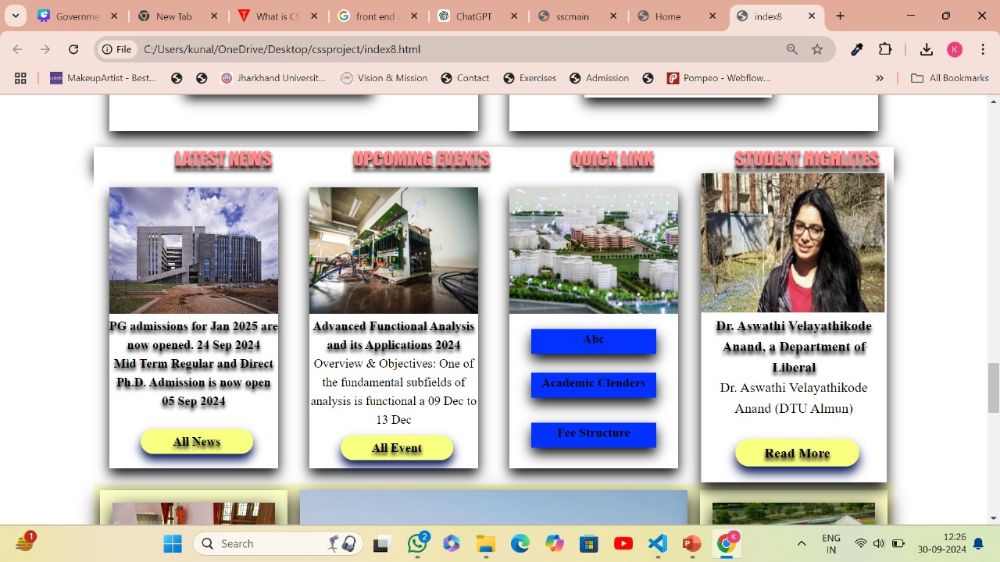 Governme
New Tab
What is CS
front end d
ChatGPT
sscmain
Home
index8
File
C:/Users/kunal/OneDrive/Desktop/cssproject/index8.html
K
MakeupArtist - Best...
Jharkhand Universit...
Vision & Mission
Contact
Exercises
Admission
Pompeo - Webflow...
All Bookmarks
LATEST NEWS
UPCOMING EVENTS
QUICK LINK
STUDENT HIGHLITES
PG admissions for Jan 2025 are
now opened. 24 Sep 2024
Mid Term Regular and Direct
Ph.D. Admission is now open
05 Sep 2024
All News
Advanced Functional Analysis
and its Applications 2024
Overview & Objectives: One of
the fundamental subfields of
analysis is functional a 09 Dec to
13 Dec
All Event
Abc
Academic Clenders
Fee Structure
Dr. Aswathi Velayathikode
Anand, a Department of
Liberal
Dr. Aswathi Velayathikode
Anand (DTU Almun)
Read More
1
Search
2
K
ENG
IN
12:26
30-09-2024